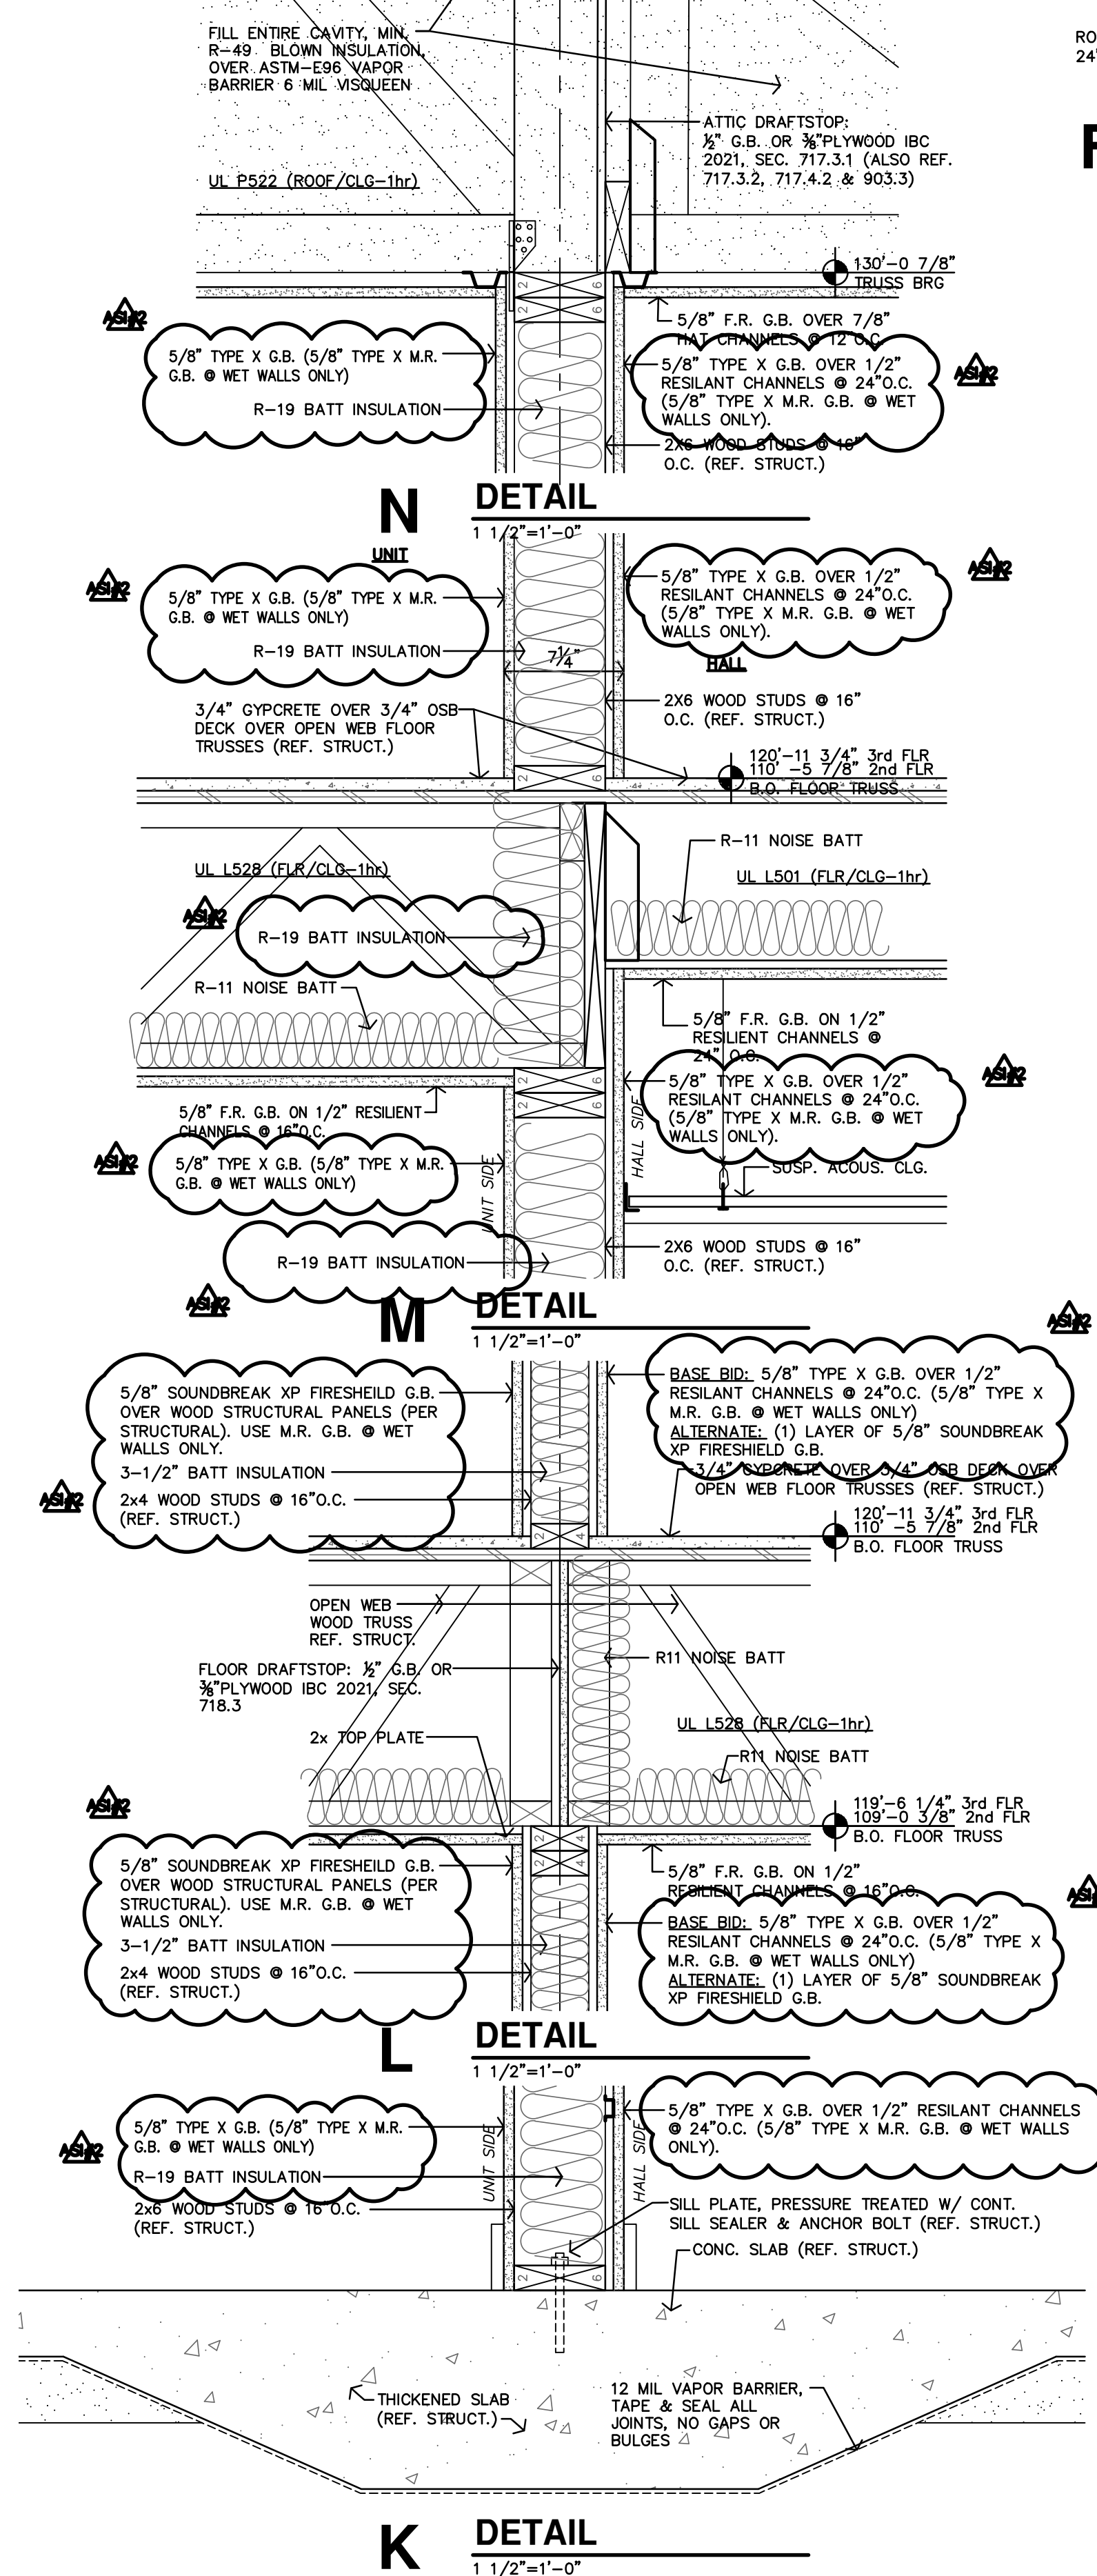 FILL ENTIRE CAVITY, MIN.
R-49 BLOWN INSULATION,
OVER ASTM-E96 VAPOR
BARRIER 6 MIL VISQUEEN
RO
24"
ATTIC DRAFTSTOP:
½" G.B. OR ⅜"PLYWOOD IBC
2021, SEC. 717.3.1 (ALSO REF.
717.3.2, 717.4.2 & 903.3)
UL P522 (ROOF/CLG-1hr)
130'-0 7/8"
TRUSS BRG
2 6
2 6
5/8" F.R. G.B. OVER 7/8"
HAT CHANNELS @ 12 O.C.
5/8" TYPE X G.B. (5/8" TYPE X M.R.
G.B. @ WET WALLS ONLY)
R-19 BATT INSULATION
5/8" TYPE X G.B. OVER 1/2"
RESILANT CHANNELS @ 24"O.C.
(5/8" TYPE X M.R. G.B. @ WET
WALLS ONLY).
2X6 WOOD STUDS @ 16"
O.C. (REF. STRUCT.)
N DETAIL
1 1/2"=1'-0"
UNIT
5/8" TYPE X G.B. (5/8" TYPE X M.R.
G.B. @ WET WALLS ONLY)
R-19 BATT INSULATION
7¼"
5/8" TYPE X G.B. OVER 1/2"
RESILANT CHANNELS @ 24"O.C.
(5/8" TYPE X M.R. G.B. @ WET
WALLS ONLY).
HALL
3/4" GYPCRETE OVER 3/4" OSB
DECK OVER OPEN WEB FLOOR
TRUSSES (REF. STRUCT.)
2X6 WOOD STUDS @ 16"
O.C. (REF. STRUCT.)
120'-11 3/4" 3rd FLR
110' -5 7/8" 2nd FLR
B.O. FLOOR TRUSS
2 6
R-11 NOISE BATT
UL L528 (FLR/CLG-1hr)
UL L501 (FLR/CLG-1hr)
R-19 BATT INSULATION
R-11 NOISE BATT
5/8" F.R. G.B. ON 1/2"
RESILIENT CHANNELS @
24" O.C.
5/8" TYPE X G.B. OVER 1/2"
RESILANT CHANNELS @ 24"O.C.
(5/8" TYPE X M.R. G.B. @ WET
WALLS ONLY).
2 6
2 6
5/8" F.R. G.B. ON 1/2" RESILIENT
CHANNELS @ 16"O.C.
5/8" TYPE X G.B. (5/8" TYPE X M.R.
G.B. @ WET WALLS ONLY)
UNIT SIDE
HALL SIDE
SUSP. ACOUS. CLG.
R-19 BATT INSULATION
2X6 WOOD STUDS @ 16"
O.C. (REF. STRUCT.)
M DETAIL
1 1/2"=1'-0"
5/8" SOUNDBREAK XP FIRESHEILD G.B.
OVER WOOD STRUCTURAL PANELS (PER
STRUCTURAL). USE M.R. G.B. @ WET
WALLS ONLY.
3-1/2" BATT INSULATION
2x4 WOOD STUDS @ 16"O.C.
(REF. STRUCT.)
BASE BID: 5/8" TYPE X G.B. OVER 1/2"
RESILANT CHANNELS @ 24"O.C. (5/8" TYPE X
M.R. G.B. @ WET WALLS ONLY)
ALTERNATE: (1) LAYER OF 5/8" SOUNDBREAK
XP FIRESHIELD G.B.
3/4" GYPCRETE OVER 3/4" OSB DECK OVER
OPEN WEB FLOOR TRUSSES (REF. STRUCT.)
120'-11 3/4" 3rd FLR
110' -5 7/8" 2nd FLR
B.O. FLOOR TRUSS
2 4
OPEN WEB
WOOD TRUSS
REF. STRUCT.
FLOOR DRAFTSTOP: ½" G.B. OR
⅜"PLYWOOD IBC 2021, SEC.
718.3
R11 NOISE BATT
UL L528 (FLR/CLG-1hr)
2x TOP PLATE
R11 NOISE BATT
119'-6 1/4" 3rd FLR
109'-0 3/8" 2nd FLR
B.O. FLOOR TRUSS
2 4
2 4
5/8" SOUNDBREAK XP FIRESHEILD G.B.
OVER WOOD STRUCTURAL PANELS (PER
STRUCTURAL). USE M.R. G.B. @ WET
WALLS ONLY.
3-1/2" BATT INSULATION
2x4 WOOD STUDS @ 16"O.C.
(REF. STRUCT.)
5/8" F.R. G.B. ON 1/2"
RESILIENT CHANNELS @ 16"O.C.
BASE BID: 5/8" TYPE X G.B. OVER 1/2"
RESILANT CHANNELS @ 24"O.C. (5/8" TYPE X
M.R. G.B. @ WET WALLS ONLY)
ALTERNATE: (1) LAYER OF 5/8" SOUNDBREAK
XP FIRESHIELD G.B.
L DETAIL
1 1/2"=1'-0"
5/8" TYPE X G.B. (5/8" TYPE X M.R.
G.B. @ WET WALLS ONLY)
R-19 BATT INSULATION
2x6 WOOD STUDS @ 16 O.C.
(REF. STRUCT.)
UNIT SIDE
HALL SIDE
5/8" TYPE X G.B. OVER 1/2" RESILANT CHANNELS
@ 24"O.C. (5/8" TYPE X M.R. G.B. @ WET WALLS
ONLY).
SILL PLATE, PRESSURE TREATED W/ CONT.
SILL SEALER & ANCHOR BOLT (REF. STRUCT.)
CONC. SLAB (REF. STRUCT.)
2 6
THICKENED SLAB
(REF. STRUCT.)
12 MIL VAPOR BARRIER,
TAPE & SEAL ALL
JOINTS, NO GAPS OR
BULGES
K DETAIL
1 1/2"=1'-0"